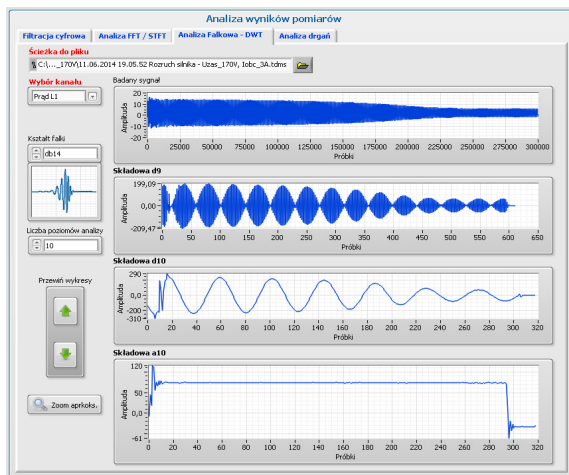 Analiza wyników pomiarów
Filtracja cyfrowa Analiza FFT / STFT Analiza Falkowa - DWT Analiza drgań
Ścieżka do pliku
C:\..._170V\11.06.2014 19.05.52 Rozruch silnika - Uzas_170V, Iobc_3A.tdms
Wybór kanału
Prąd L1
Kształt falki
db14
Liczba poziomów analizy
10
Przewiń wykresy
Zoom aprkoks.
Badany sygnał
Amplituda
20
10
0
-10
-20
0 25000 50000 75000 100000 125000 150000 175000 200000 225000 250000 275000 300000
Próbki
Składowa d9
Amplituda
199,09
0,00
-209,47
0 50 100 150 200 250 300 350 400 450 500 550 600 650
Próbki
Składowa d10
Amplituda
290
0,0
-200
-310
0 20 40 60 80 100 120 140 160 180 200 220 240 260 280 300 320
Próbki
Składowa a10
Amplituda
120
50
0,0
-61
0 20 40 60 80 100 120 140 160 180 200 220 240 260 280 300 320
Próbki